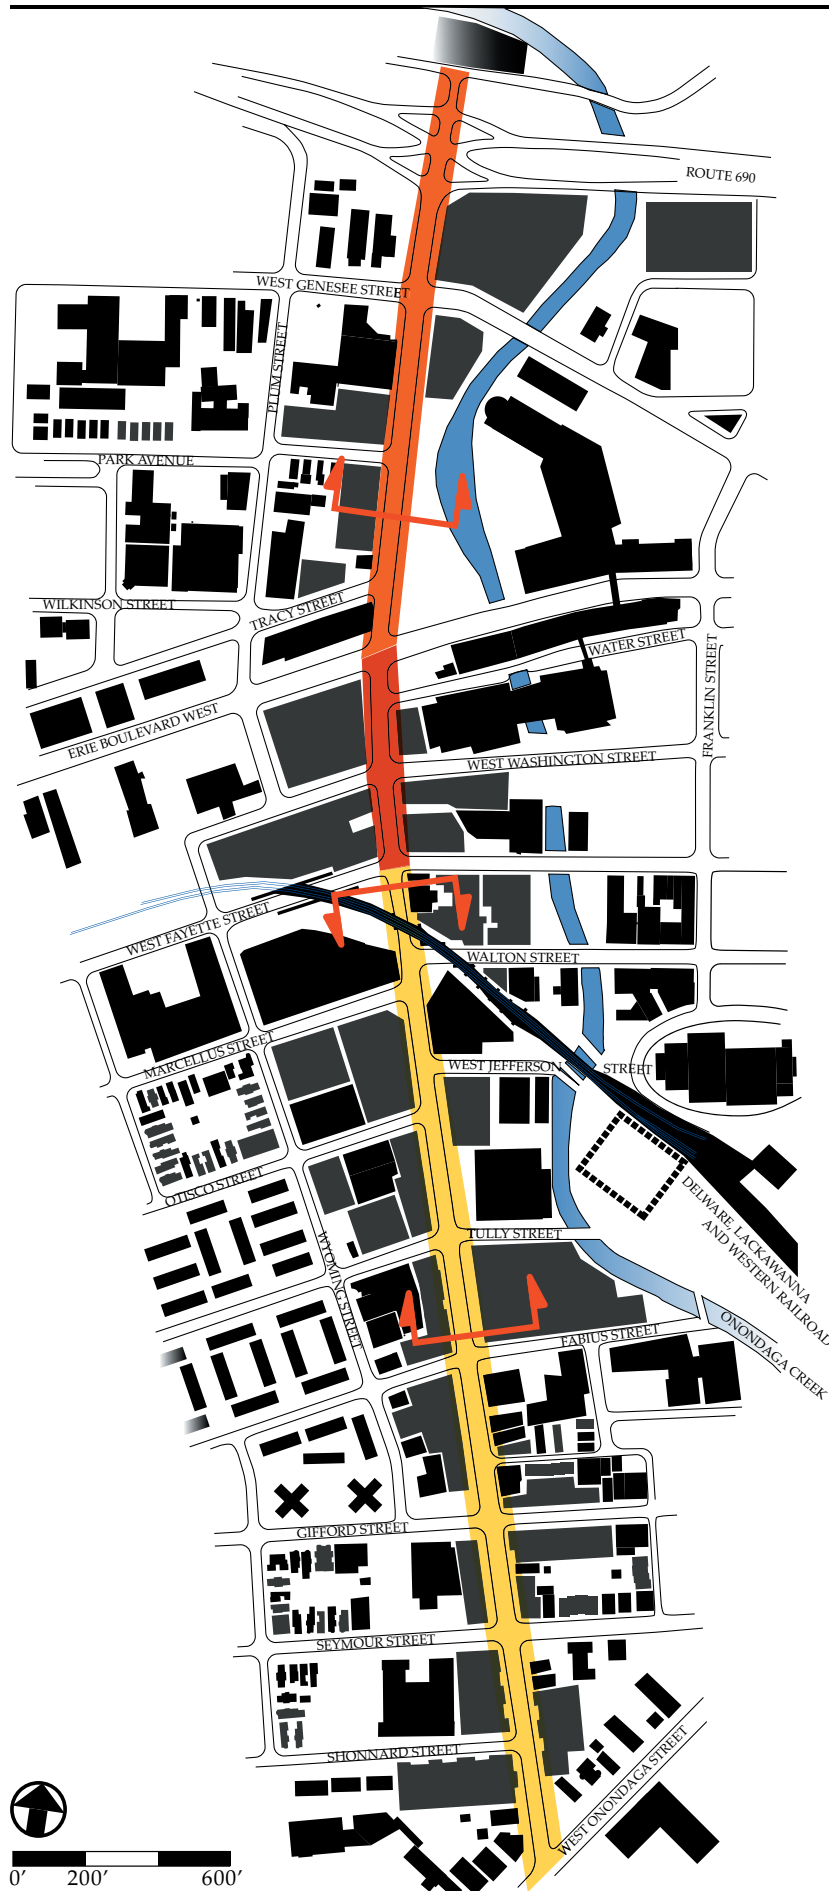 ROUTE 690
WEST GENESEE STREET
PLUM STREET
PARK AVENUE
WILKINSON STREET
TRACY STREET
WATER STREET
FRANKLIN STREET
ERIE BOULEVARD WEST
WEST WASHINGTON STREET
WEST FAYETTE STREET
WALTON STREET
MARCELLUS STREET
WEST JEFFERSON STREET
OTISCO STREET
DELWARE, LACKAWANNA
AND WESTERN RAILROAD
TULLY STREET
WYOMING STREET
ONONDAGA CREEK
FABIUS STREET
GIFFORD STREET
SEYMOUR STREET
SHONNARD STREET
WEST ONONDAGA STREET
0' 200' 600'